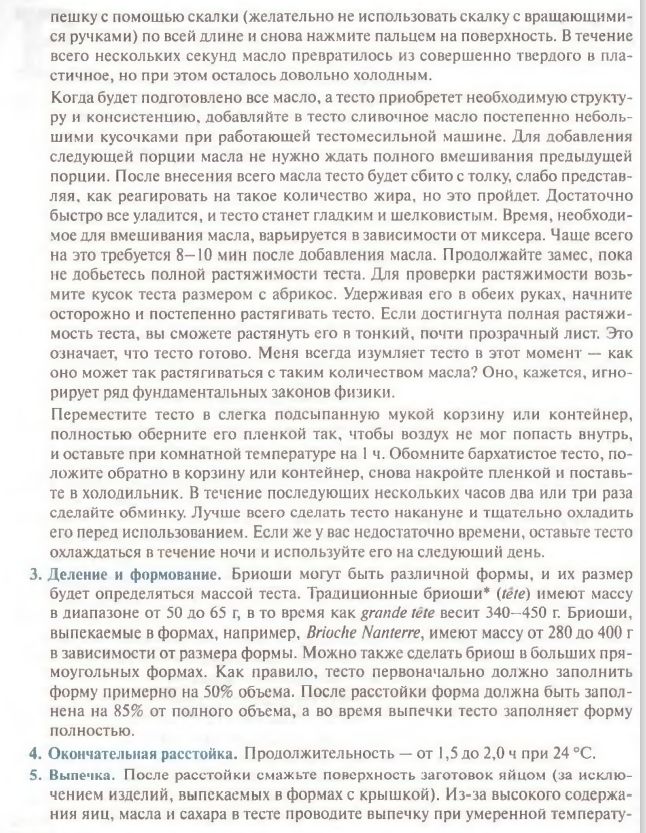 пешку с помощью скалки (желательно не использовать скалку с вращающими-
ся ручками) по всей длине и снова нажмите пальцем на поверхность. В течение
всего нескольких секунд масло превратилось из совершенно твердого в пла-
стичное, но при этом осталось довольно холодным.
Когда будет подготовлено все масло, а тесто приобретет необходимую структу-
ру и консистенцию, добавляйте в тесто сливочное масло постепенно неболь-
шими кусочками при работающей тестомесильной машине. Для добавления
следующей порции масла не нужно ждать полного вмешивания предыдущей
порции. После внесения всего масла тесто будет сбито с толку, слабо представ-
ляя, как реагировать на такое количество жира, но это пройдет. Достаточно
быстро все уладится, и тесто станет гладким и шелковистым. Время, необходи-
мое для вмешивания масла, варьируется в зависимости от миксера. Чаще всего
на это требуется 8—10 мин после добавления масла. Продолжайте замес, пока
не добьетесь полной растяжимости теста. Для проверки растяжимости возь-
мите кусок теста размером с абрикос. Удерживая его в обеих руках, начните
осторожно и постепенно растягивать тесто. Если достигнута полная растяжи-
мость теста, вы сможете растянуть его в тонкий, почти прозрачный лист. Это
означает, что тесто готово. Меня всегда изумляет тесто в этот момент — как
оно может так растягиваться с таким количеством масла? Оно, кажется, игно-
рирует ряд фундаментальных законов физики.
Переместите тесто в слегка подсыпанную мукой корзину или контейнер,
полностью оберните его пленкой так, чтобы воздух не мог попасть внутрь,
и оставьте при комнатной температуре на 1 ч. Обомните бархатистое тесто, по-
ложите обратно в корзину или контейнер, снова накройте пленкой и поставь-
те в холодильник. В течение последующих нескольких часов два или три раза
сделайте обминку. Лучше всего сделать тесто накануне и тщательно охладить
его перед использованием. Если же у вас недостаточно времени, оставьте тесто
охлаждаться в течение ночи и используйте его на следующий день.
3. Деление и формование. Бриоши могут быть различной формы, и их размер
будет определяться массой теста. Традиционные бриоши* (tête) имеют массу
в диапазоне от 50 до 65 г, в то время как grande tête весит 340—450 г. Бриоши,
выпекаемые в формах, например, Brioche Nanterre, имеют массу от 280 до 400 г
в зависимости от размера формы. Можно также сделать бриош в больших пря-
моугольных формах. Как правило, тесто первоначально должно заполнить
форму примерно на 50% объема. После расстойки форма должна быть запол-
нена на 85% от полного объема, а во время выпечки тесто заполняет форму
полностью.
4. Окончательная расстойка. Продолжительность — от 1,5 до 2,0 ч при 24 °C.
5. Выпечка. После расстойки смажьте поверхность заготовок яйцом (за исклю-
чением изделий, выпекаемых в формах с крышкой). Из-за высокого содержа-
ния яиц, масла и сахара в тесте проводите выпечку при умеренной температу-